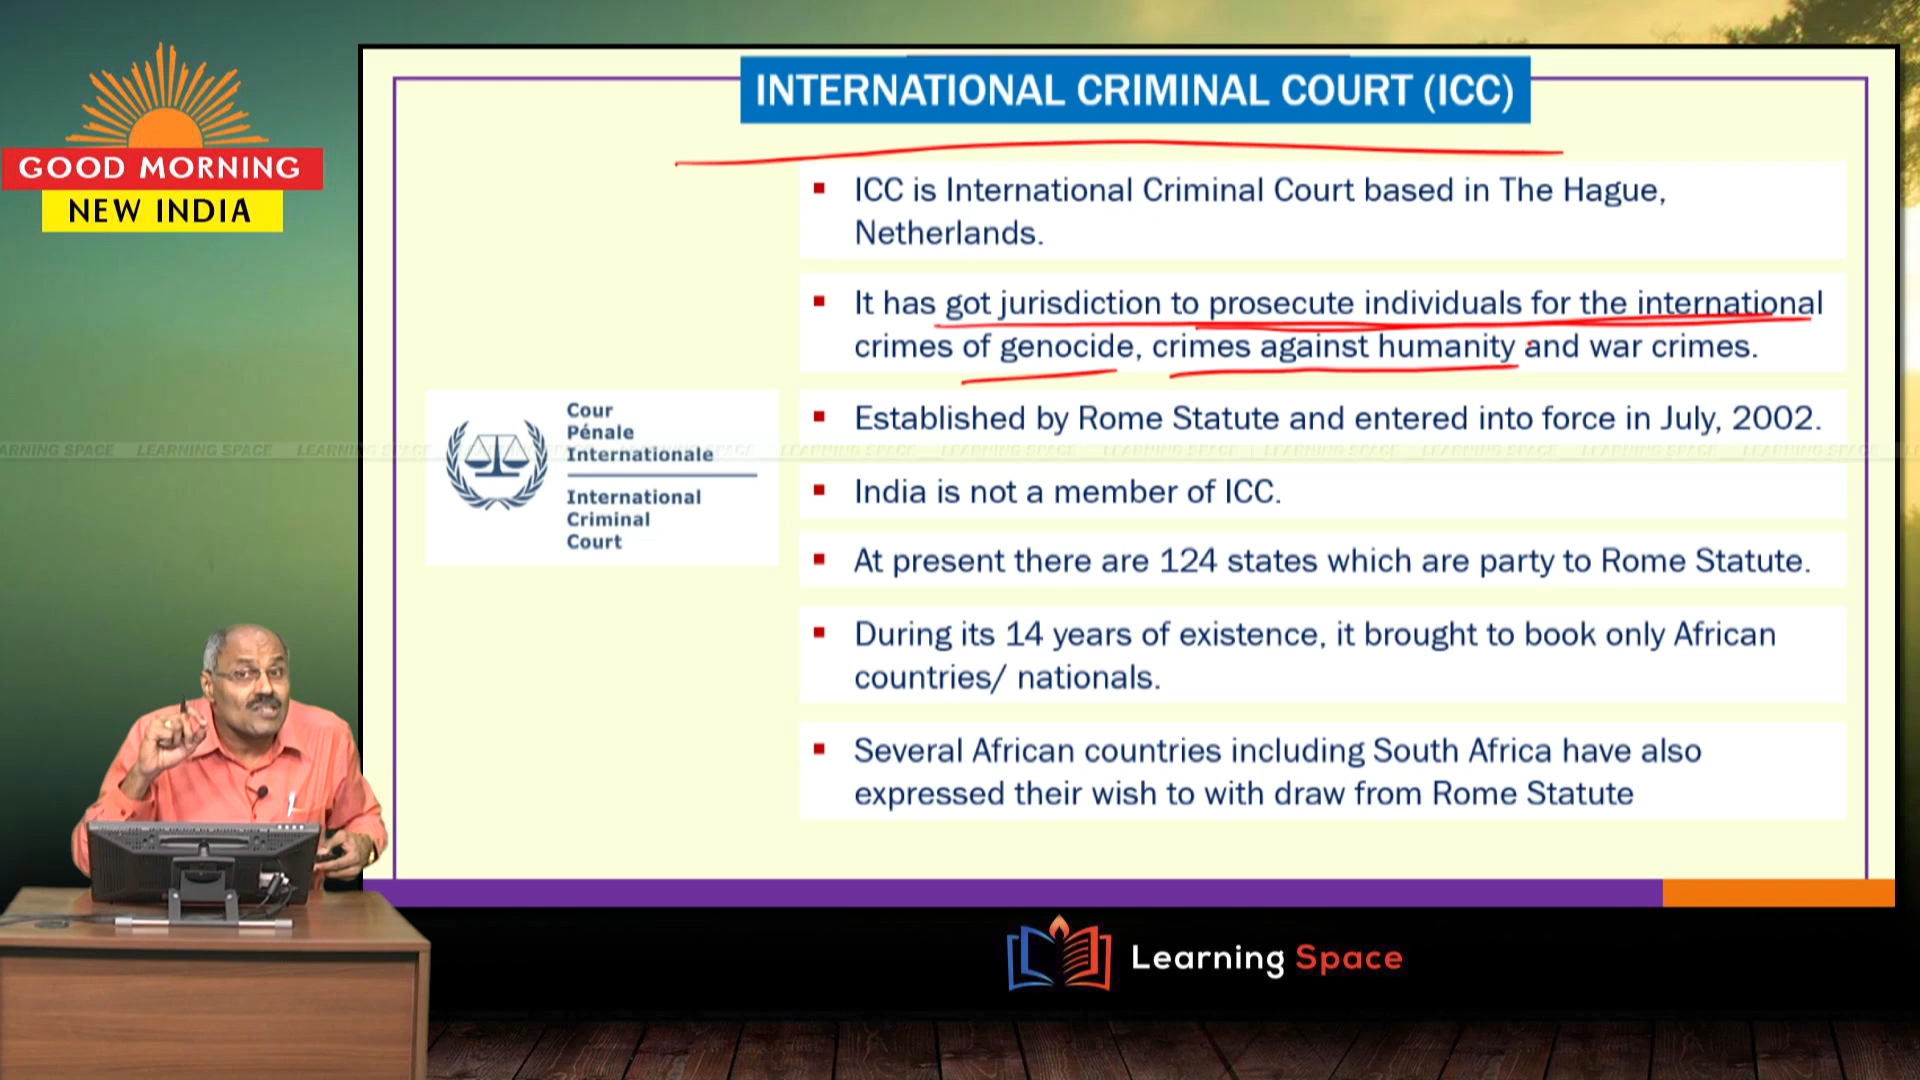 GOOD MORNING
NEW INDIA
INTERNATIONAL CRIMINAL COURT (ICC)
▪ ICC is International Criminal Court based in The Hague,
Netherlands.
▪ It has got jurisdiction to prosecute individuals for the international
crimes of genocide, crimes against humanity and war crimes.
▪ Established by Rome Statute and entered into force in July, 2002.
▪ India is not a member of ICC.
▪ At present there are 124 states which are party to Rome Statute.
▪ During its 14 years of existence, it brought to book only African
countries/ nationals.
▪ Several African countries including South Africa have also
expressed their wish to with draw from Rome Statute
Cour
Pénale
Internationale
International
Criminal
Court
ARNING SPACE LEARNING SPACE LEARNING
Learning Space